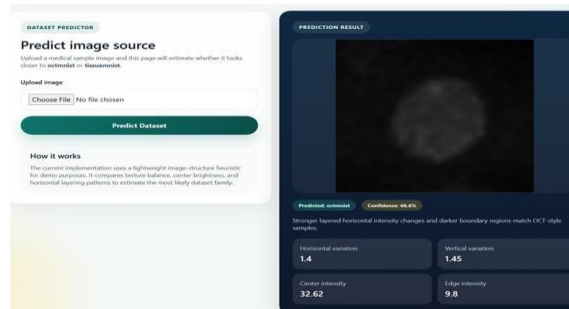 DATASET PREDICTOR
Predict image source
Upload a medical sample image and this page will estimate whether it looks
closer to octmnist or tissuemnist.
Upload image
Choose File No file chosen
Predict Dataset
How it works
The current implementation uses a lightweight image-structure heuristic
for demo purposes. It compares texture balance, center brightness, and
horizontal layering patterns to estimate the most likely dataset family.
PREDICTION RESULT
Predicted: octmnist Confidence: 66.6%
Stronger layered horizontal intensity changes and darker boundary regions match OCT-style
samples.
Horizontal variation
1.4
Vertical variation
1.45
Center intensity
32.62
Edge intensity
9.8